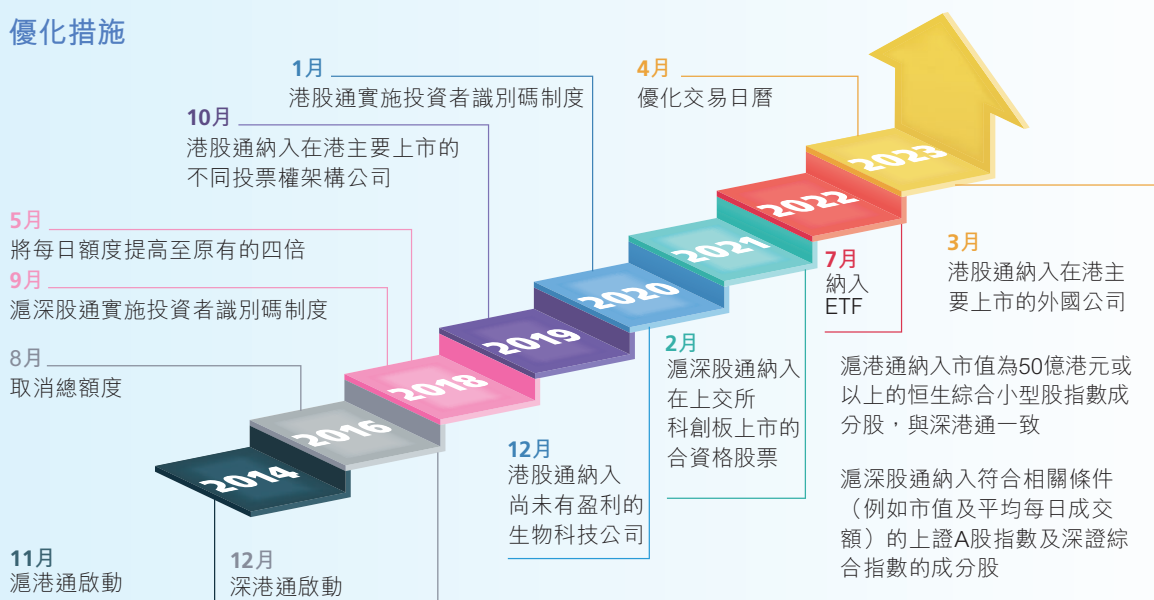 優化措施
1月
港股通實施投資者識別碼制度
4月
優化交易日曆
10月
港股通納入在港主要上市的
不同投票權架構公司
5月
將每日額度提高至原有的四倍
9月
滬深股通實施投資者識別碼制度
8月
取消總額度
2014
2016
2018
2019
2020
2021
2022
2023
11月
滬港通啟動
12月
深港通啟動
12月
港股通納入
尚未有盈利的
生物科技公司
2月
滬深股通納入
在上交所
科創板上市的
合資格股票
7月
納入
ETF
3月
港股通納入在港主
要上市的外國公司
滬港通納入市值為50億港元或
以上的恒生綜合小型股指數成
分股，與深港通一致
滬深股通納入符合相關條件
（例如市值及平均每日成交
額）的上證A股指數及深證綜
合指數的成分股